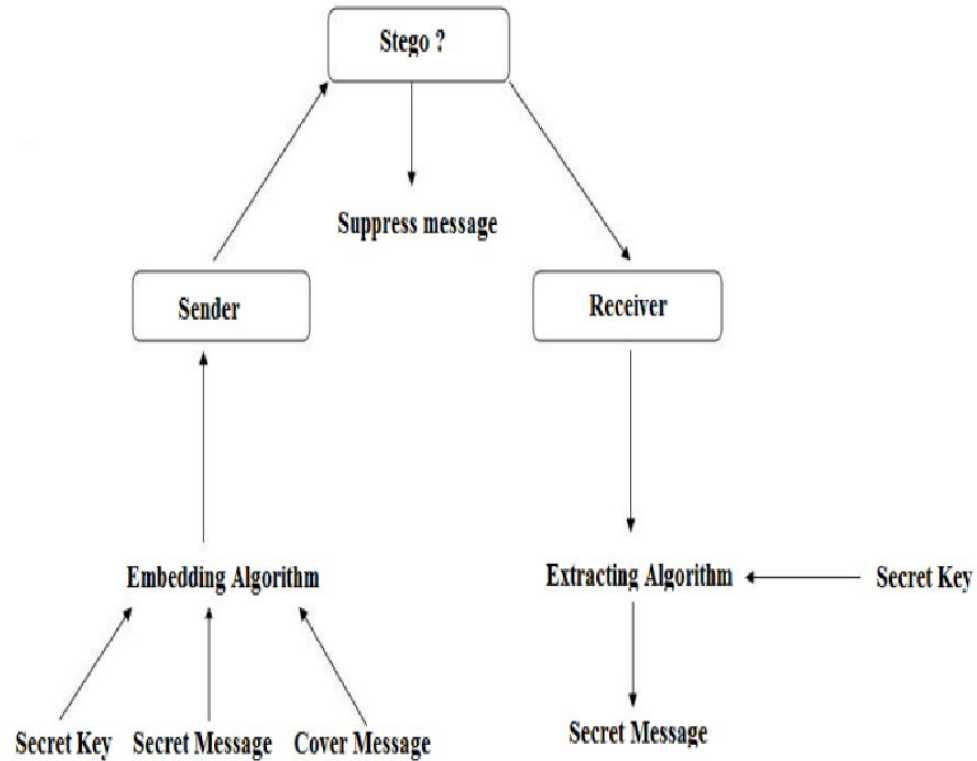 Stego ?
Suppress message
Sender
Receiver
Embedding Algorithm
Extracting Algorithm
Secret Key
Secret Key
Secret Message
Cover Message
Secret Message